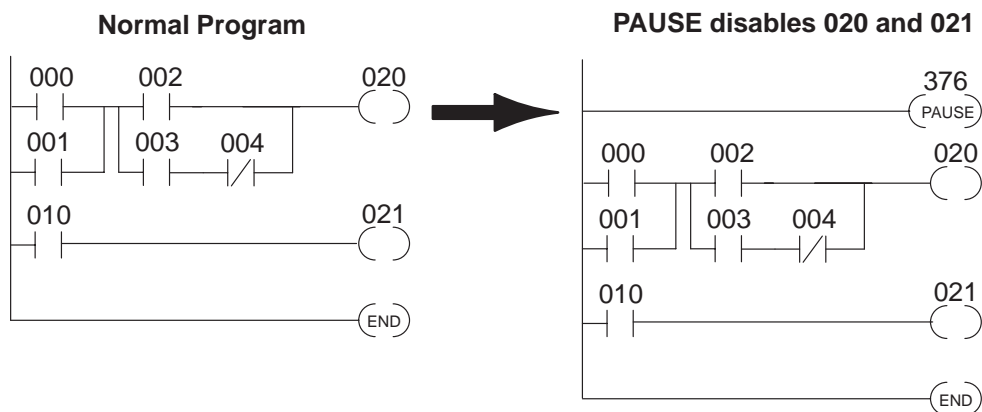 Normal Program
000 002 020
001 003 004
010 021
END
PAUSE disables 020 and 021
376
PAUSE
000 002 020
001 003 004
010 021
END